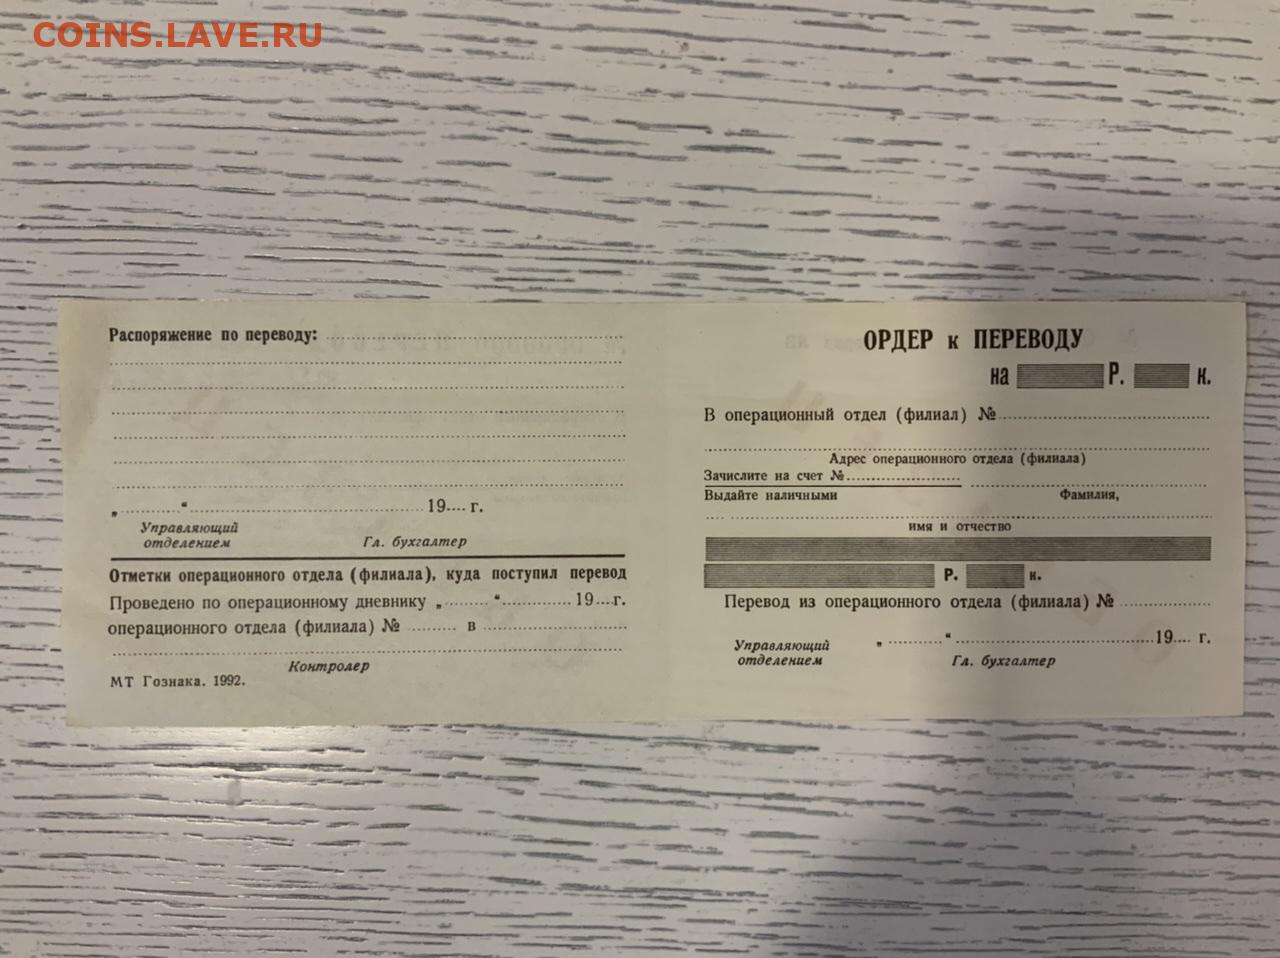 COINS.LAVE.RU
Распоряжение по переводу:
„ “ 19 г.
Управляющий отделением
Гл. бухгалтер
Отметки операционного отдела (филиала), куда поступил перевод
Проведено по операционному дневнику „ “ 19 г.
операционного отдела (филиала) № в
Контролер
МТ Гознака. 1992.
ОРДЕР к ПЕРЕВОДУ
на Р. к.
В операционный отдел (филиал) №
Адрес операционного отдела (филиала)
Зачислите на счет №
Выдайте наличными Фамилия,
имя и отчество
Р. к.
Перевод из операционного отдела (филиала) №
„ “ 19 г.
Управляющий отделением
Гл. бухгалтер